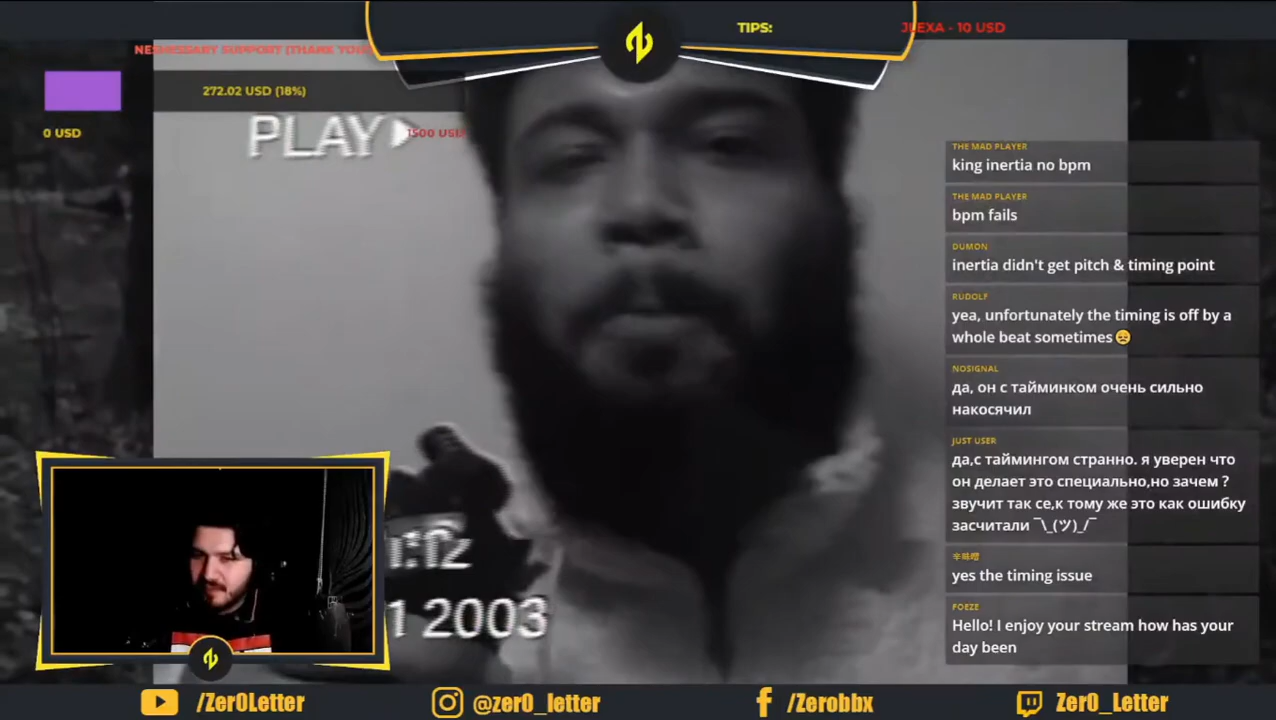 TIPS:
JLEXA - 10 USD
SUPPORT (THANK YOU)
272.02 USD (18%)
0 USD
1500 USD
PLAY
1 2003
THE MAD PLAYER
king inertia no bpm
THE MAD PLAYER
bpm fails
DUMON
inertia didn't get pitch & timing point
RUDOLF
yea, unfortunately the timing is off by a
whole beat sometimes 😣
NOSIGNAL
да, он с таймингом очень сильно
накосячил
JUST USER
да,с таймингом странно. я уверен что
он делает это специально,но зачем ?
звучит так се,к тому же это как ошибку
засчитали ¯\_(ツ)_/¯
yes the timing issue
FOEZE
Hello! I enjoy your stream how has your
day been
/Zer0Letter
@zer0_letter
/Zerobbx
Zer0_Letter